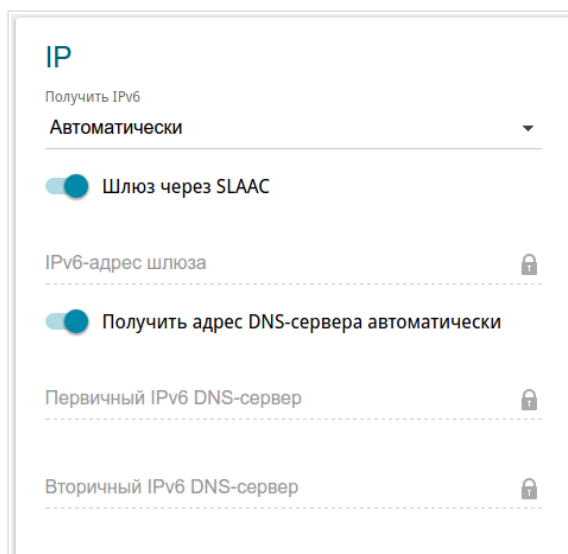 IP
Получить IPv6
Автоматически
Шлюз через SLAAC
IPv6-адрес шлюза
Получить адрес DNS-сервера автоматически
Первичный IPv6 DNS-сервер
Вторичный IPv6 DNS-сервер